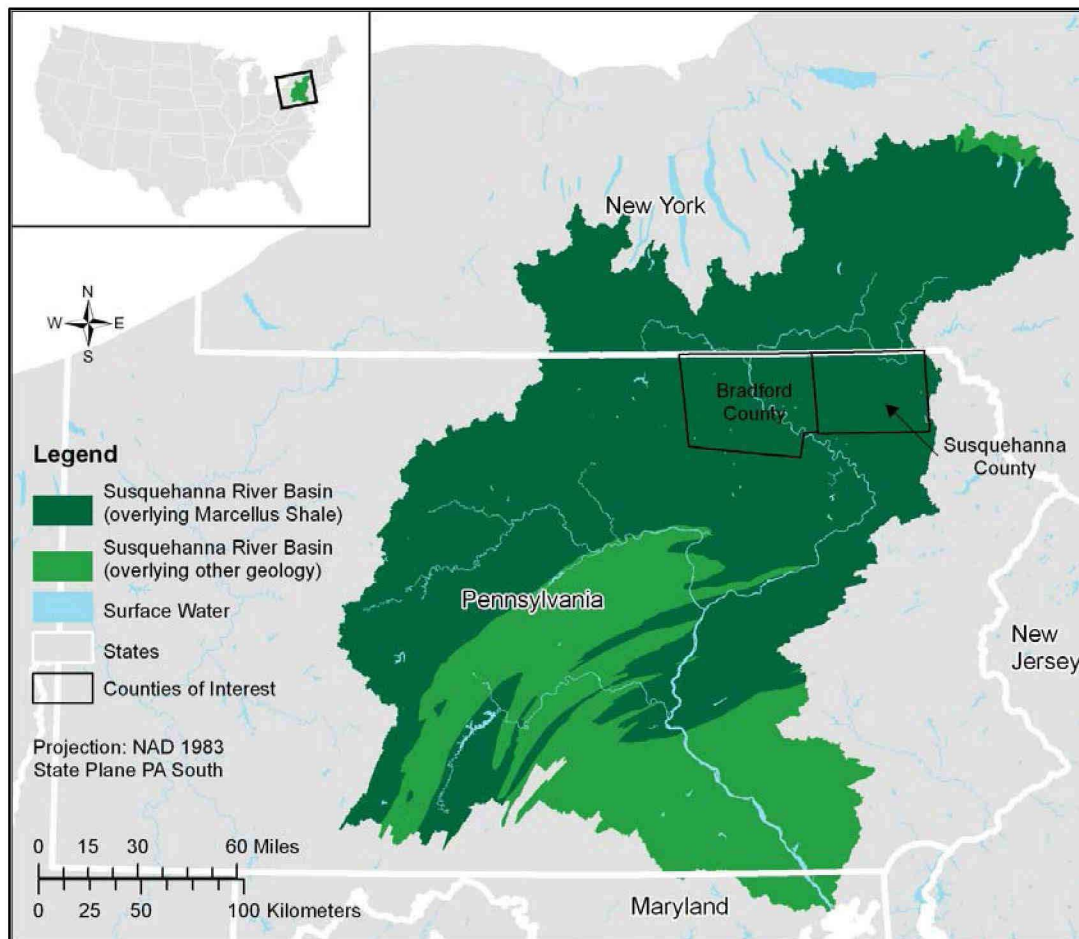 New York
N
W E
S
Bradford
County
Susquehanna
County
Legend
Susquehanna River Basin
(overlying Marcellus Shale)
Susquehanna River Basin
(overlying other geology)
Surface Water
States
Counties of Interest
Pennsylvania
New
Jersey
Projection: NAD 1983
State Plane PA South
0 15 30 60 Miles
0 25 50 100 Kilometers
Maryland